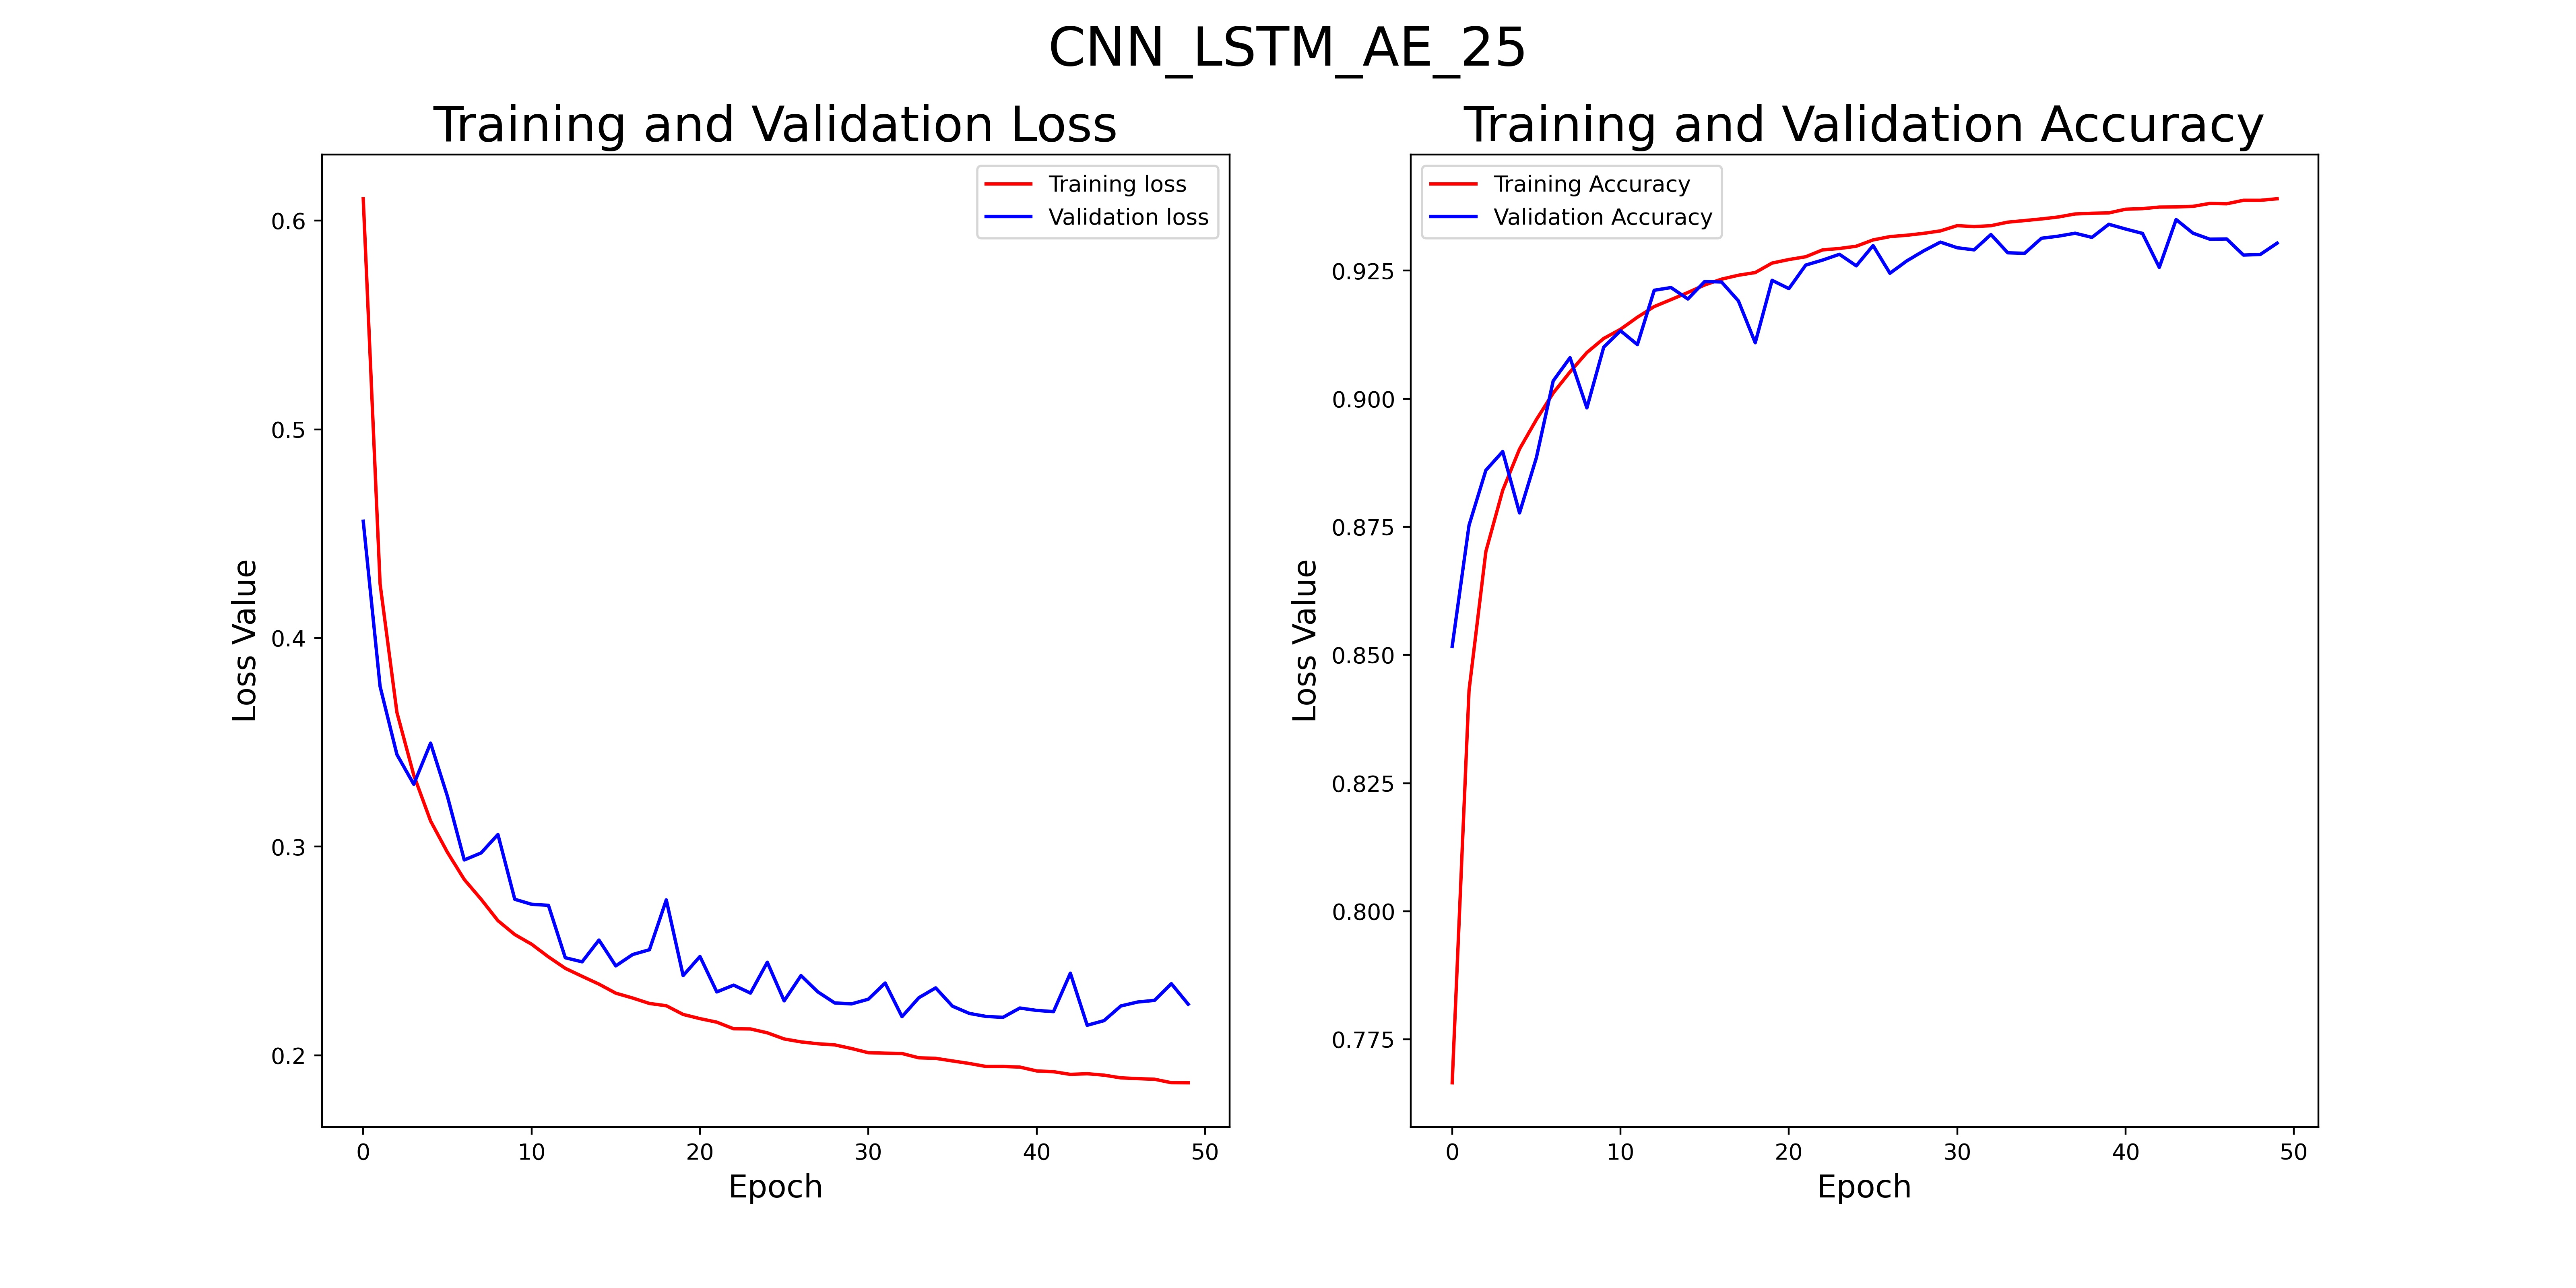 CNN_LSTM_AE_25
Training and Validation Loss
Training loss
Validation loss
0.6
0.5
0.4
0.3
0.2
Loss Value
0 10 20 30 40 50
Epoch
Training and Validation Accuracy
Training Accuracy
Validation Accuracy
0.925
0.900
0.875
0.850
0.825
0.800
0.775
Loss Value
0 10 20 30 40 50
Epoch